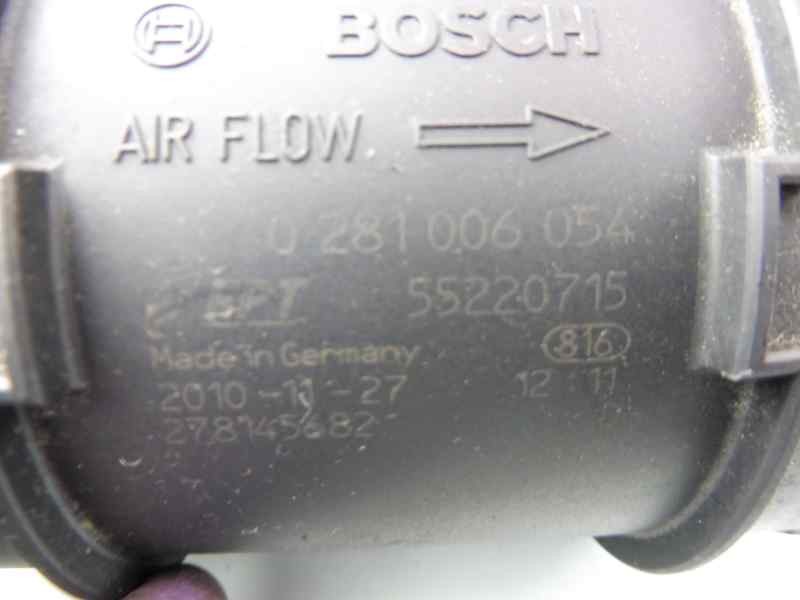 BOSCH
AIR FLOW.
0 281 006 054
FPT 55220715
Made in Germany 816
2010-11-27 12:11
278145682